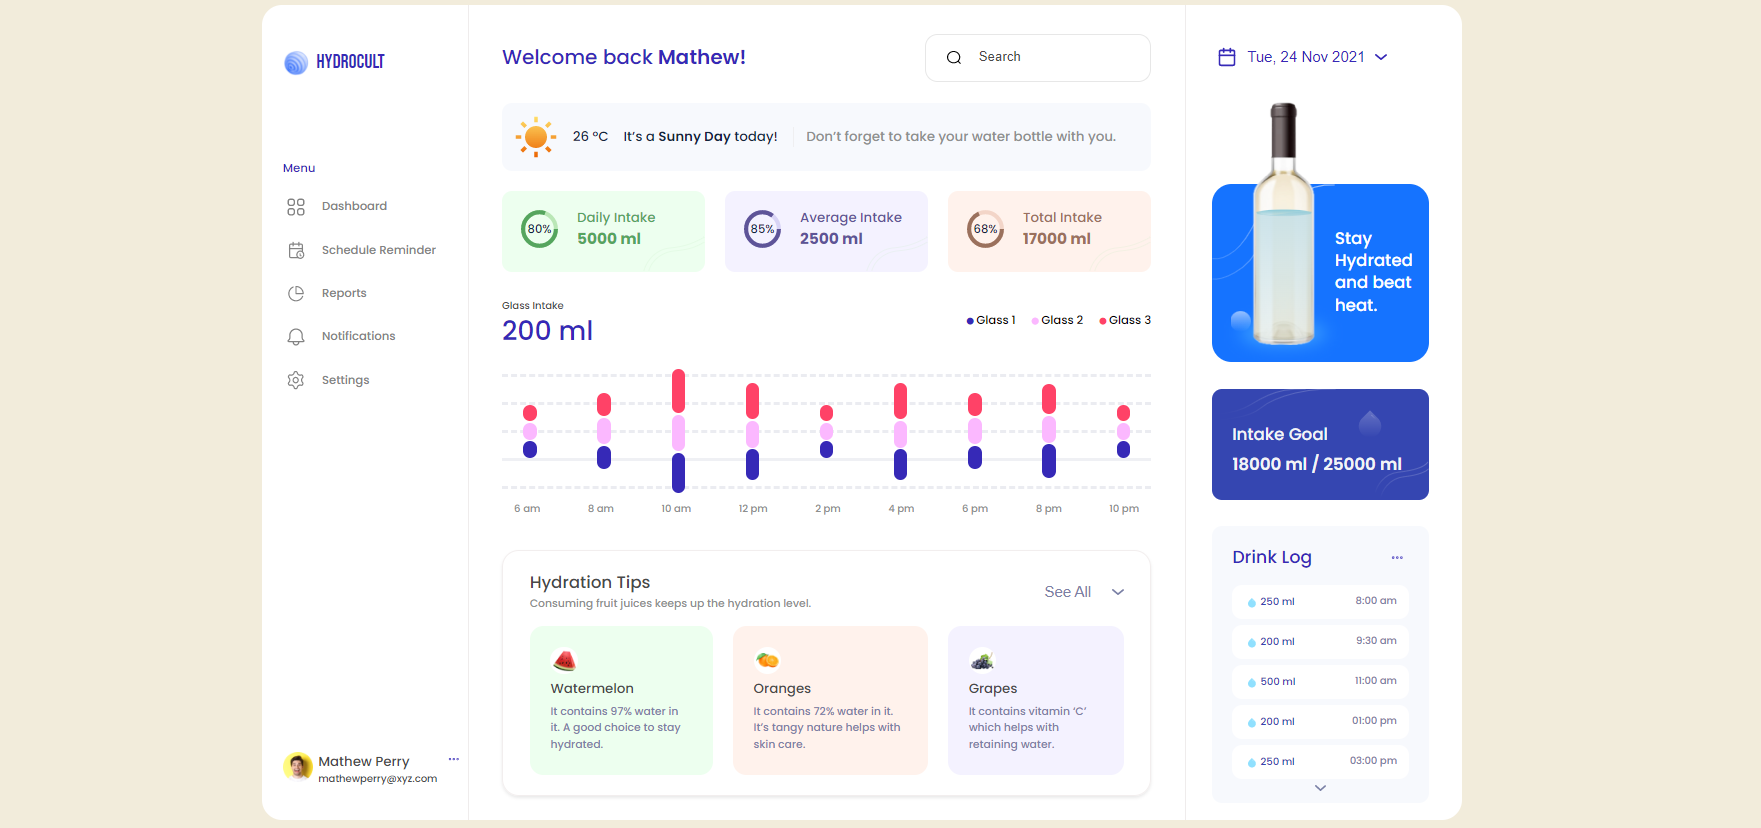 HYDROCULT
Menu
Dashboard
Schedule Reminder
Reports
Notifications
Settings
Mathew Perry
mathewperry@xyz.com
Welcome back Mathew!
Search
26 °C It's a Sunny Day today! Don't forget to take your water bottle with you.
80%
Daily Intake
5000 ml
85%
Average Intake
2500 ml
68%
Total Intake
17000 ml
Glass Intake
200 ml
Glass 1 Glass 2 Glass 3
6 am 8 am 10 am 12 pm 2 pm 4 pm 6 pm 8 pm 10 pm
Hydration Tips
Consuming fruit juices keeps up the hydration level.
See All
Watermelon
It contains 97% water in
it. A good choice to stay
hydrated.
Oranges
It contains 72% water in it.
It's tangy nature helps with
skin care.
Grapes
It contains vitamin 'C'
which helps with
retaining water.
Tue, 24 Nov 2021
Stay
Hydrated
and beat
heat.
Intake Goal
18000 ml / 25000 ml
Drink Log
250 ml 8:00 am
200 ml 9:30 am
500 ml 11:00 am
200 ml 01:00 pm
250 ml 03:00 pm